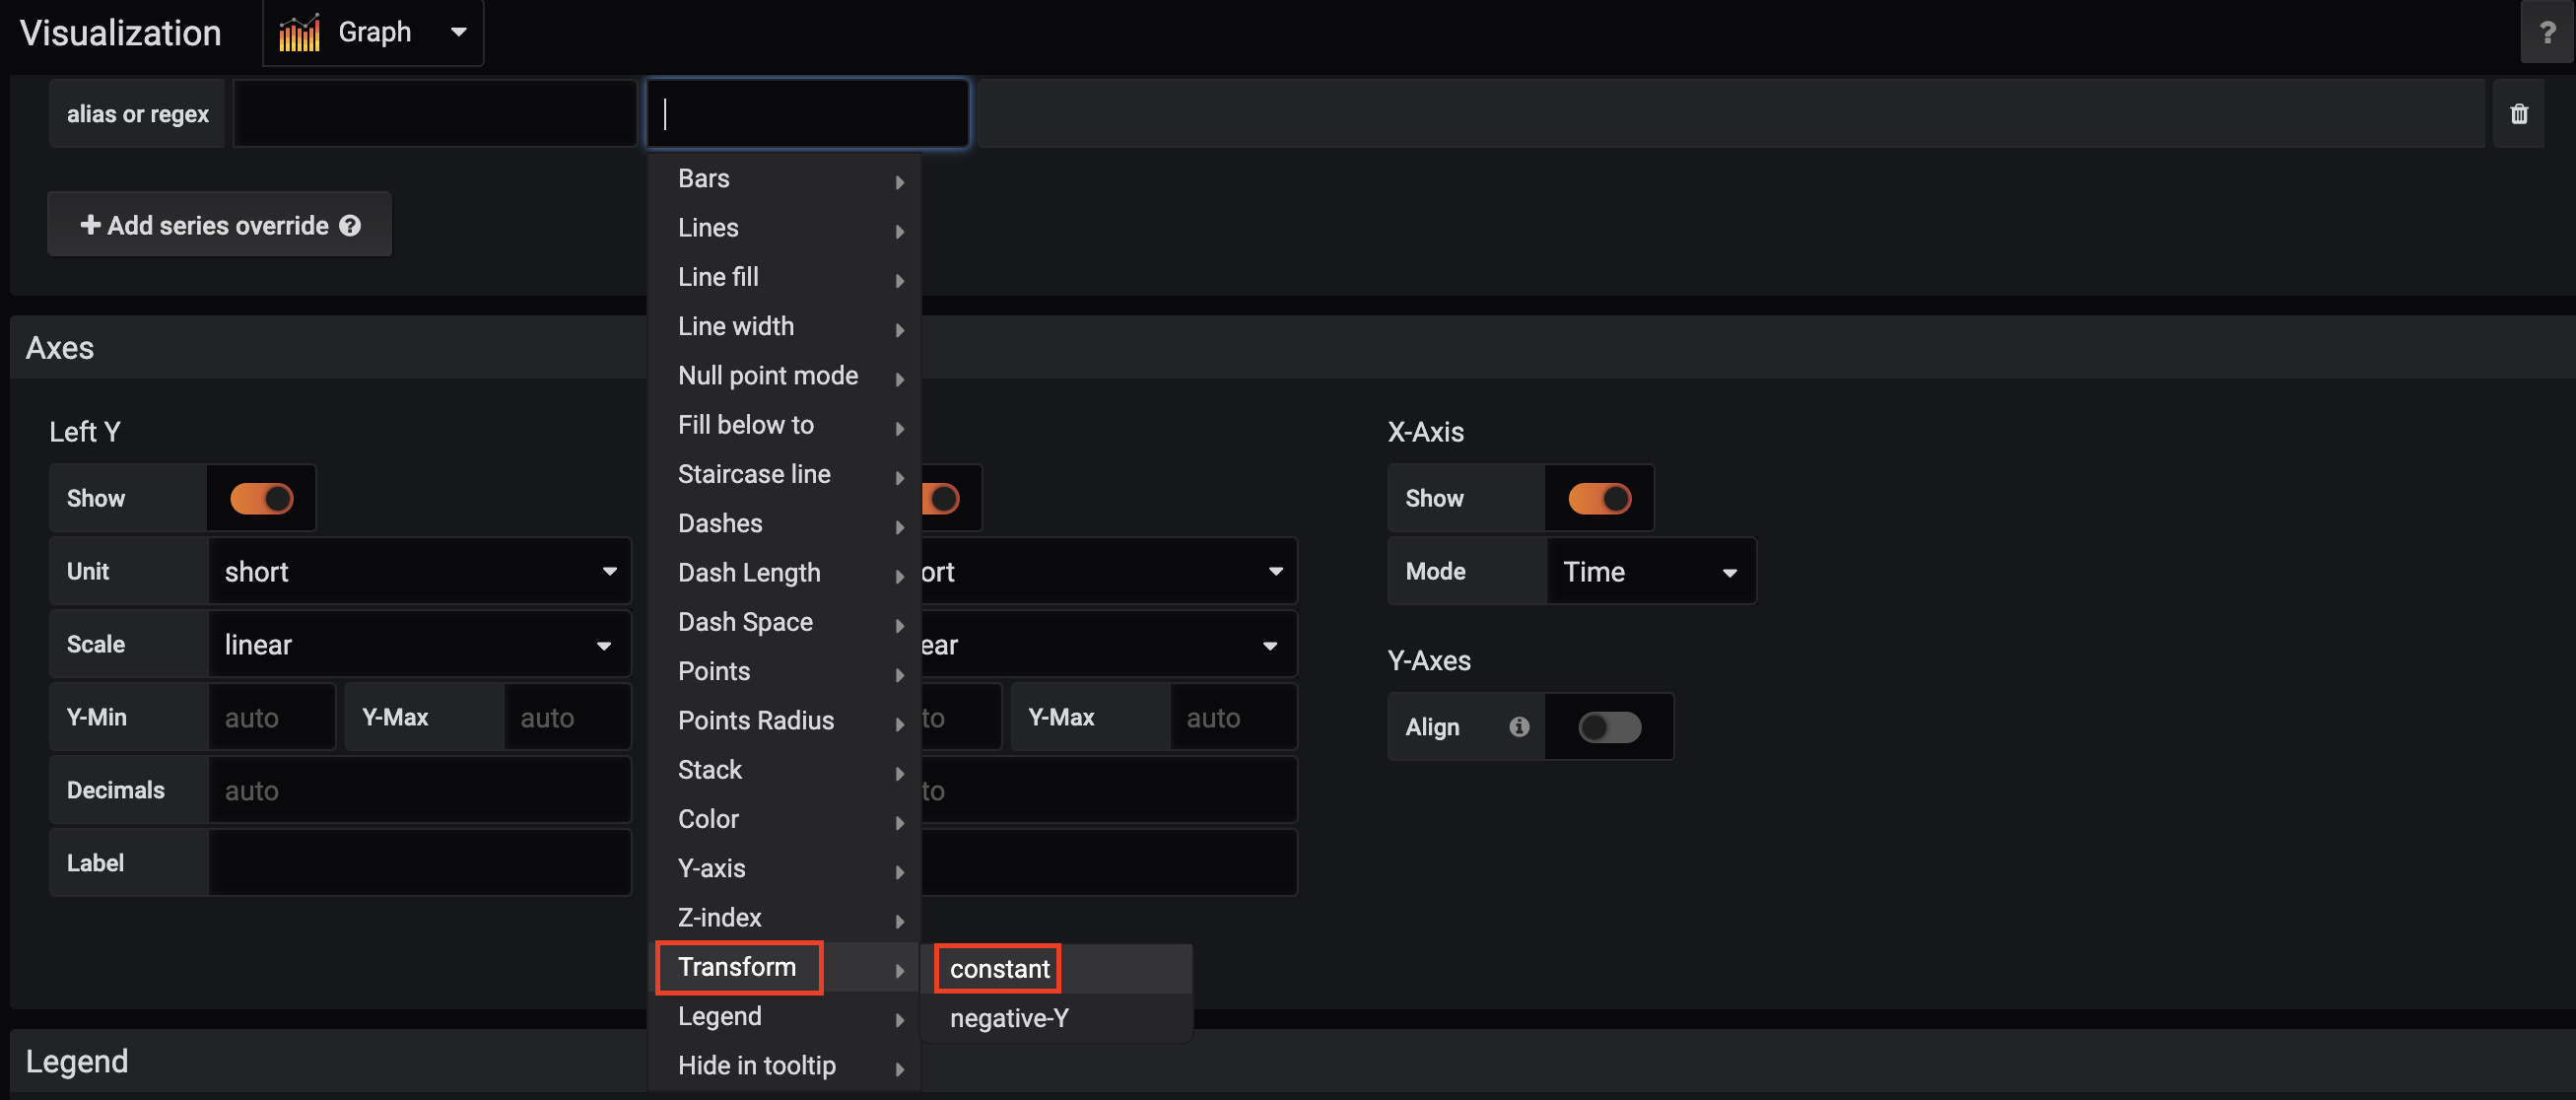 Visualization Graph ?
alias or regex
Bars
+ Add series override ?
Lines
Line fill
Line width
Null point mode
Fill below to
Staircase line
Dashes
Dash Length
Dash Space
Points
Points Radius
Stack
Color
Y-axis
Z-index
Transform
Legend
Hide in tooltip
constant
negative-Y
Axes
Left Y
Show
Unit short
Scale linear
Y-Min auto Y-Max auto
Decimals auto
Label
ort
ear
to Y-Max auto
to
X-Axis
Show
Mode Time
Y-Axes
Align
Legend